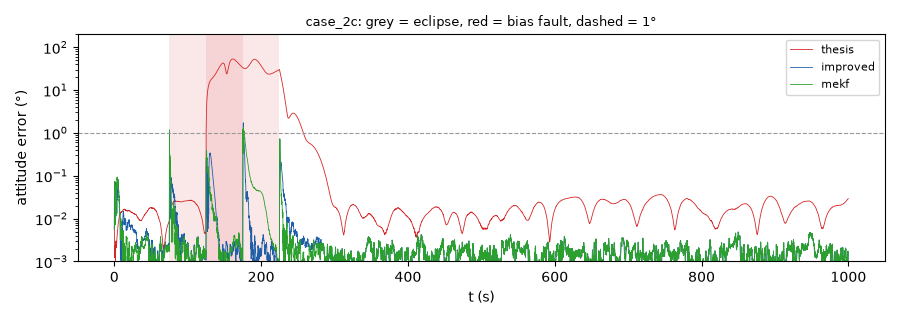 case_2c: grey = eclipse, red = bias fault, dashed = 1°
attitude error (°)
10²
10¹
10⁰
10⁻¹
10⁻²
10⁻³
thesis
improved
mekf
0
200
400
600
800
1000
t (s)